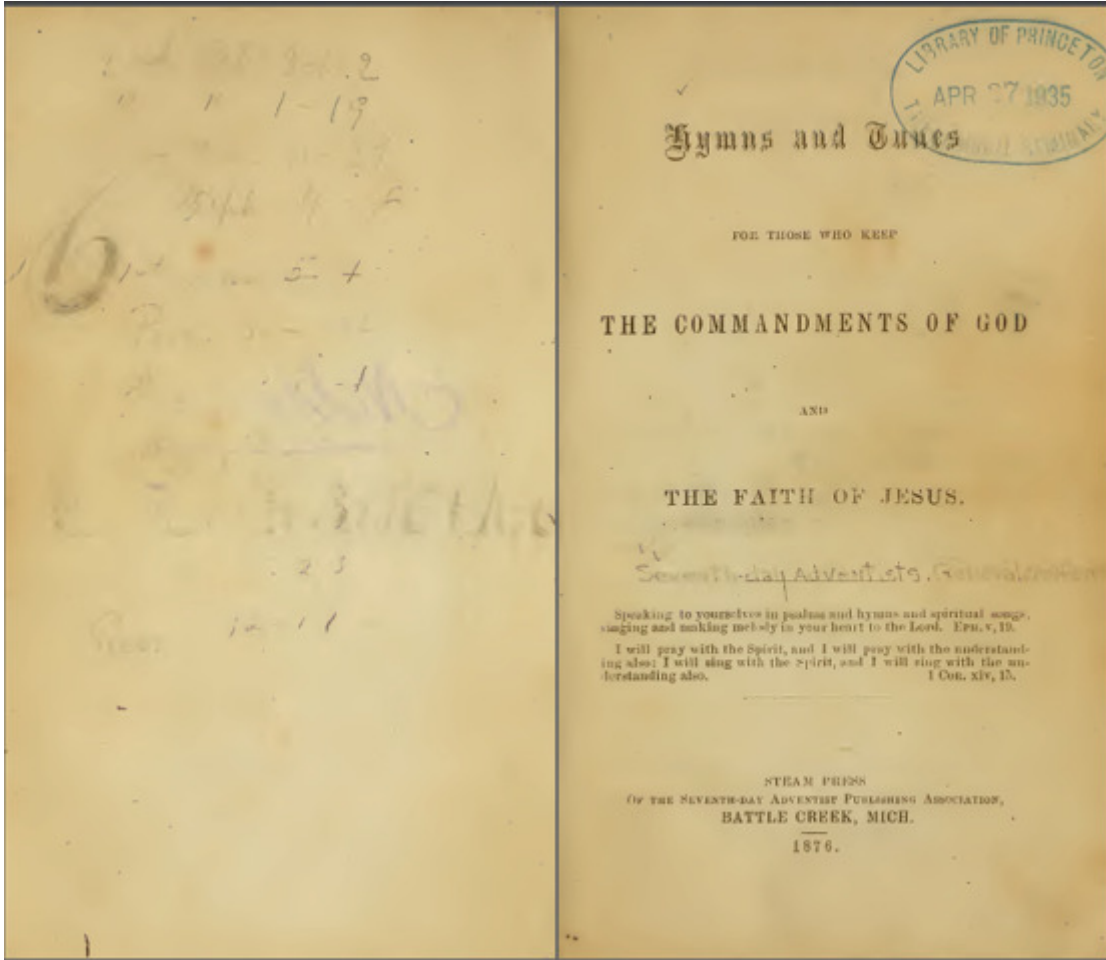 2
1 - 19
6
5 +
- 1
2 3
LIBRARY OF PRINCETON
APR 27 1935
THEOLOGICAL SEMINARY
Hymns and Tunes
FOR THOSE WHO KEEP
THE COMMANDMENTS OF GOD
AND
THE FAITH OF JESUS.
Seventh-day Adventists.
Speaking to yourselves in psalms and hymns and spiritual songs,
singing and making melody in your heart to the Lord. EPH. v, 19.
I will pray with the Spirit, and I will pray with the understand-
ing also: I will sing with the Spirit, and I will sing with the un-
derstanding also. 1 COR. xiv, 15.
STEAM PRESS
OF THE SEVENTH-DAY ADVENTIST PUBLISHING ASSOCIATION,
BATTLE CREEK, MICH.
1876.